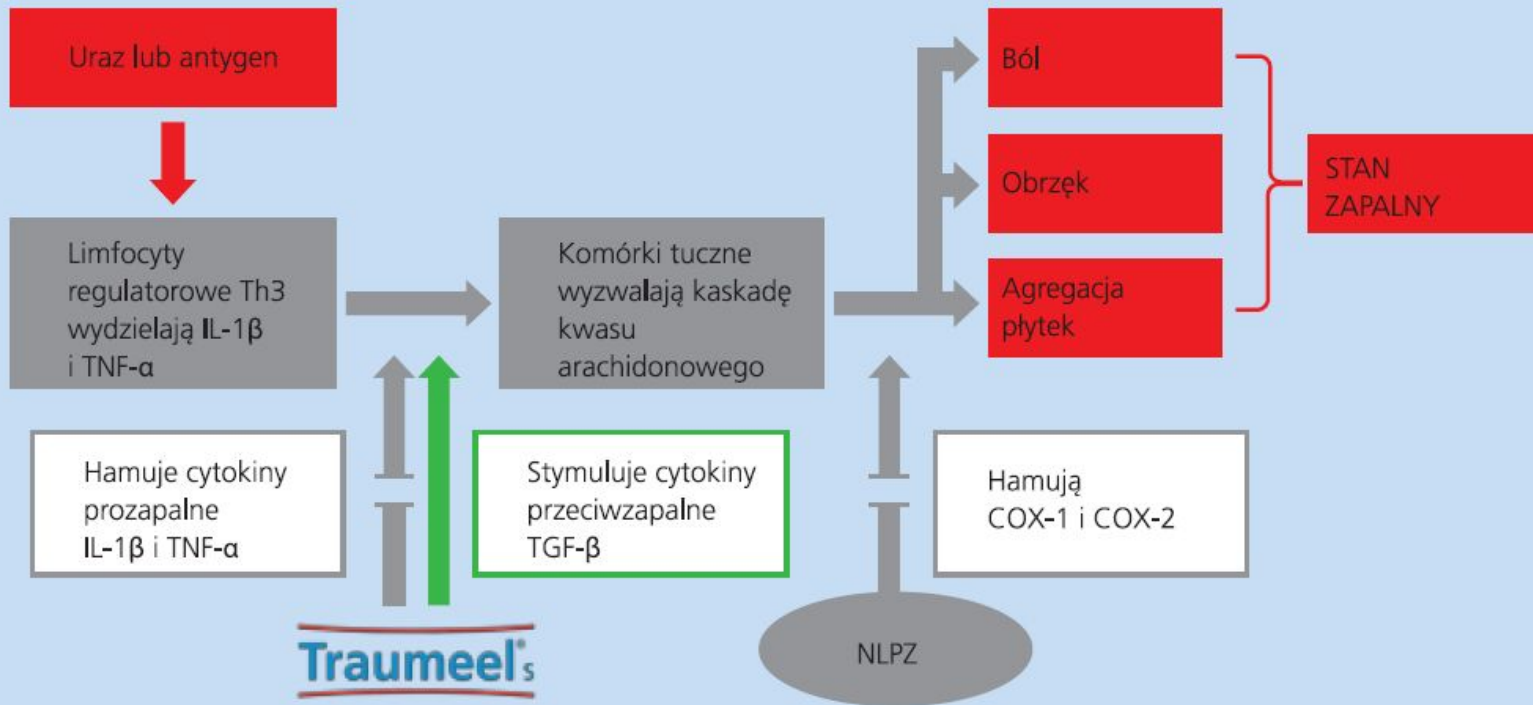 Uraz lub antygen
Limfocyty
regulatorowe Th3
wydzielają IL-1β
i TNF-α
Komórki tuczne
wyzwalają kaskadę
kwasu
arachidonowego
Ból
Obrzęk
Agregacja
płytek
STAN
ZAPALNY
Hamuje cytokiny
prozapalne
IL-1β i TNF-α
Stymuluje cytokiny
przeciwzapalne
TGF-β
Hamują
COX-1 i COX-2
Traumeel® s
NLPZ